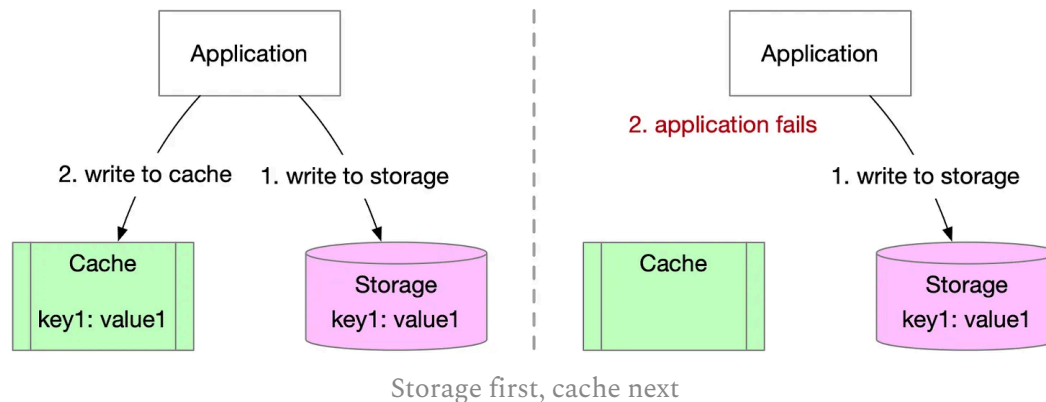 Application
2. write to cache
1. write to storage
Cache
key1: value1
Storage
key1: value1
Application
2. application fails
1. write to storage
Cache
Storage
key1: value1
Storage first, cache next